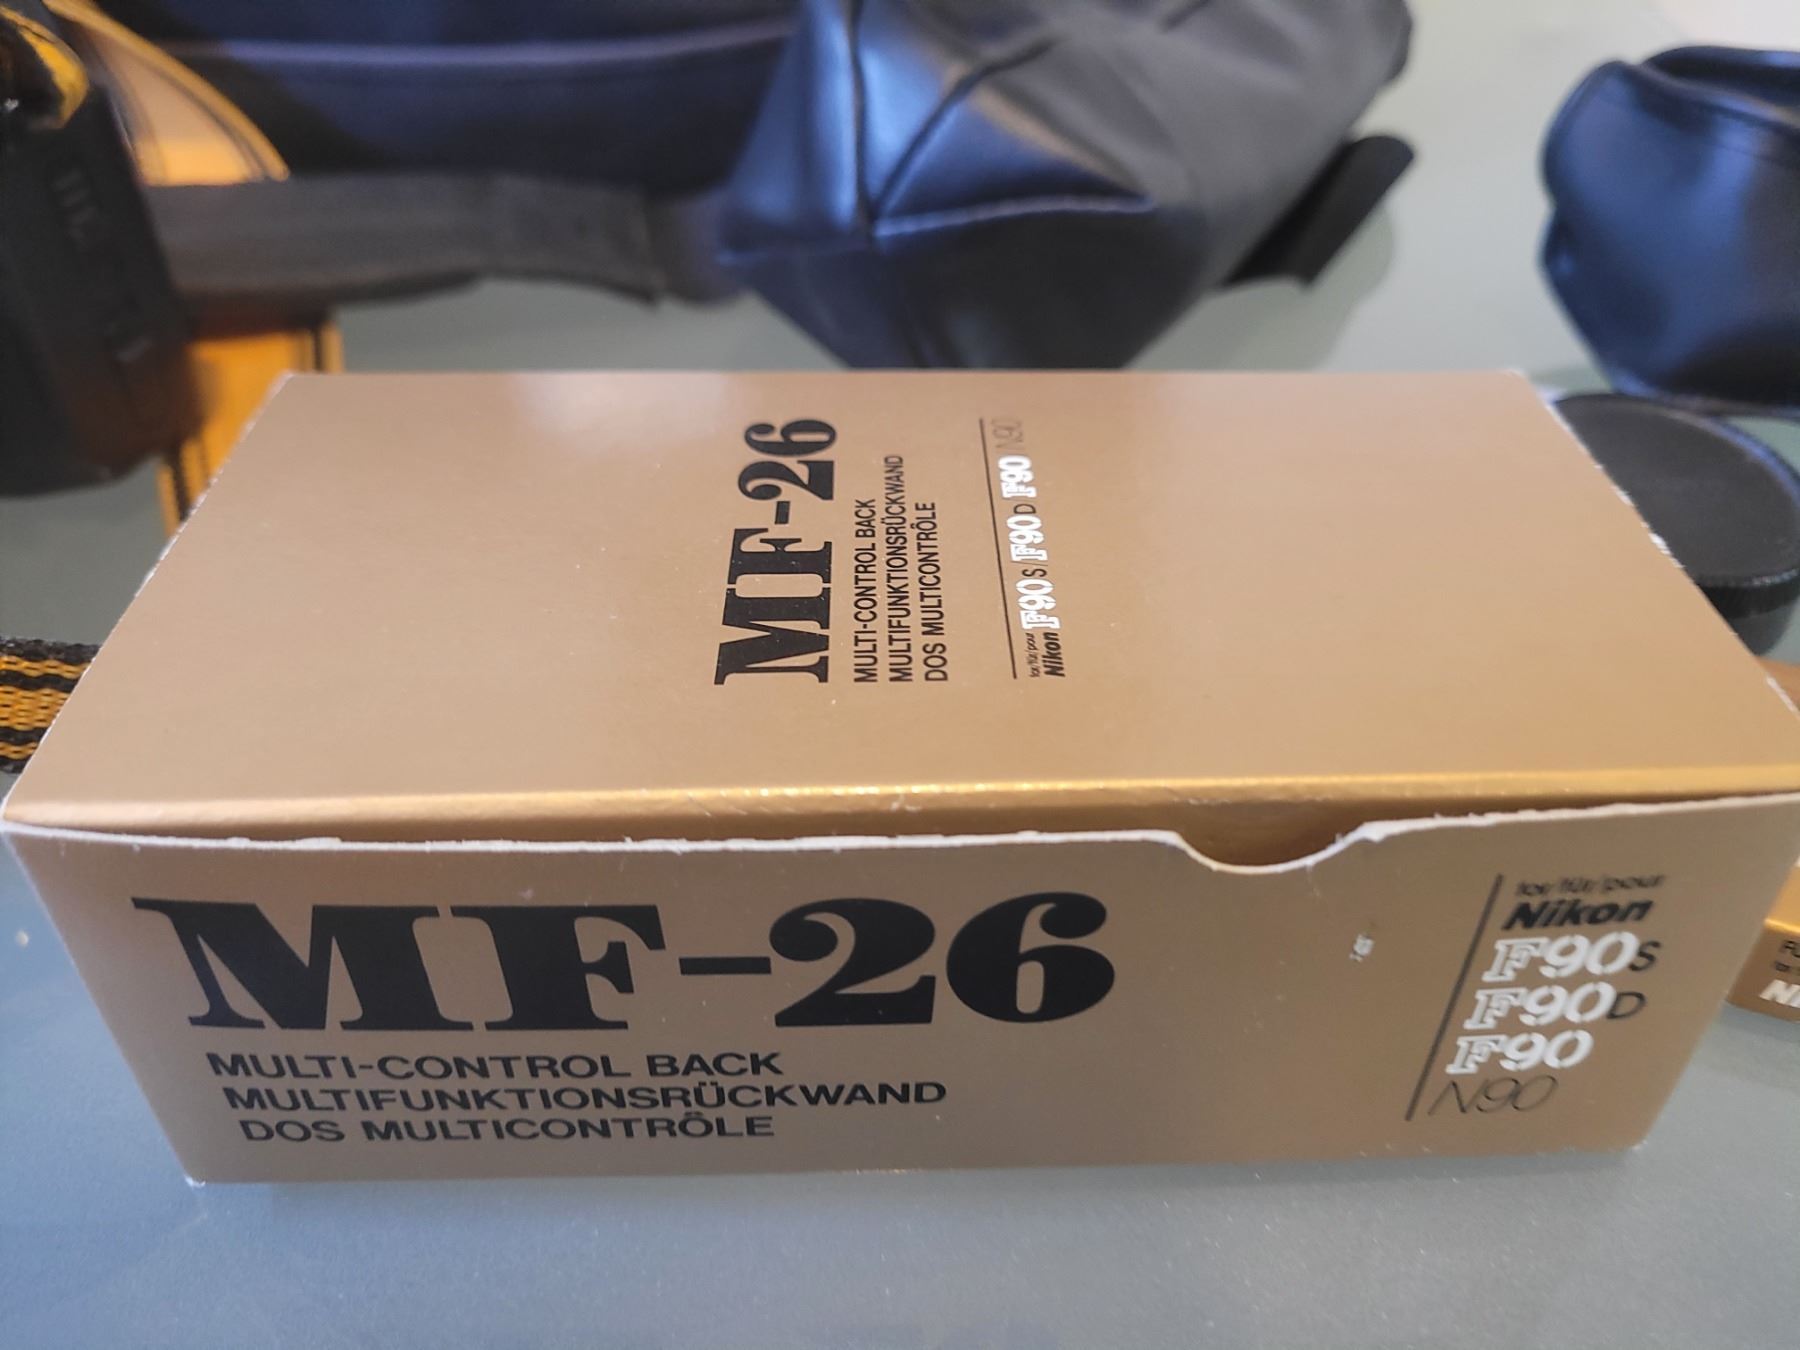 MF-26
MULTI-CONTROL BACK
MULTIFUNKTIONSRÜCKWAND
DOS MULTICONTRÔLE
for/für/pour
Nikon F90S/F90D F90 N90
MF-26
MULTI-CONTROL BACK
MULTIFUNKTIONSRÜCKWAND
DOS MULTICONTRÔLE
for/für/pour
Nikon
F90S
F90D
F90
N90